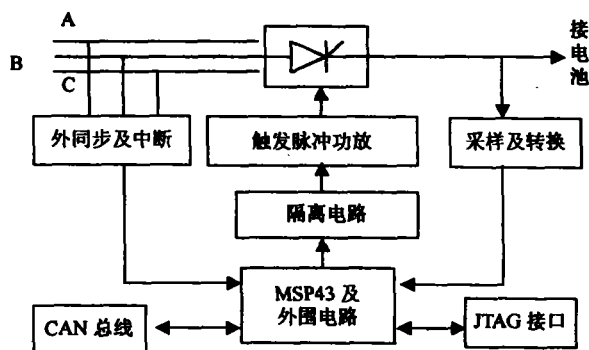 A
B
C
接电池
外同步及中断
触发脉冲功放
采样及转换
隔离电路
MSP43 及
外围电路
CAN 总线
JTAG 接口